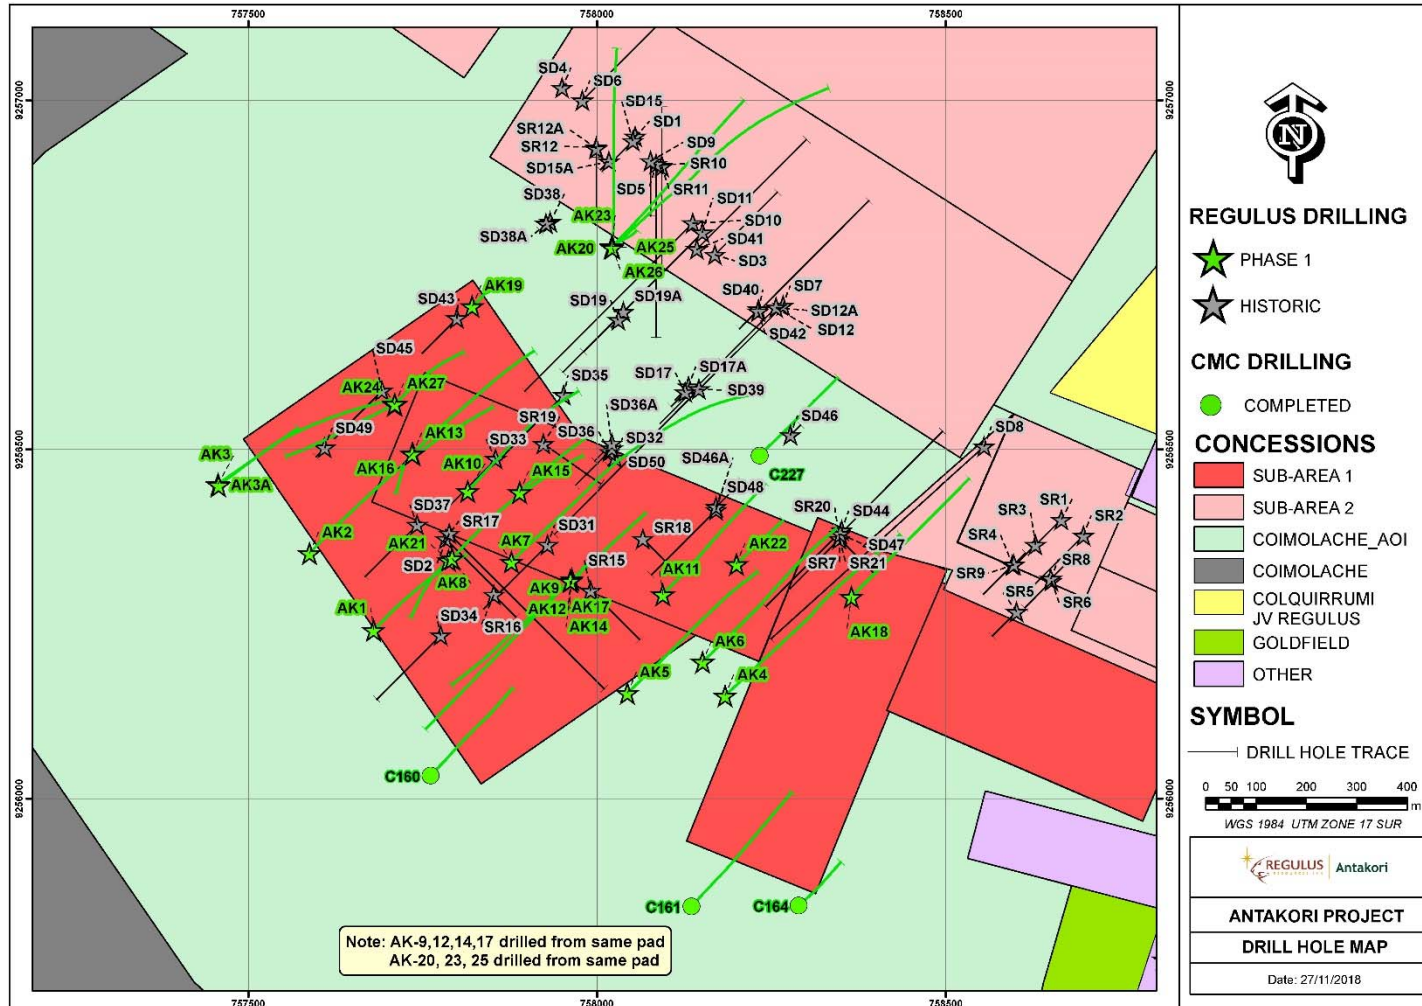 757500
758000
758500
9257000
9257000
SD4
SD6
SD15
SD1
SR12A
SR12
SD9
SR10
SD15A
SD5
SR11
SD38
SD11
AK23
SD10
SD38A
SD41
AK20
AK25
SD3
AK26
SD7
SD40
AK19
SD43
SD19
SD19A
SD12A
SD12
SD42
SD45
SD17A
SD17
AK27
AK24
SD35
SD39
SD36A
SR19
SD46
SD8
SD49
AK13
SD33
SD36
SD32
AK3
9256500
9256500
AK10
AK15
SD50
SD46A
AK16
C227
AK3A
SD48
SD37
SR20
SD44
SR1
SR3
SR2
SR17
SD31
AK2
AK21
AK7
SR18
SD47
SR4
SD2
SR15
AK22
SR7
SR21
SR8
AK8
AK11
SR9
SR5
AK9
SR6
AK1
AK12
AK17
AK18
SD34
SR16
AK14
AK6
AK5
AK4
C160
9256000
9256000
C161
C164
Note: AK-9,12,14,17 drilled from same pad
AK-20, 23, 25 drilled from same pad
757500
758000
758500
N
REGULUS DRILLING
PHASE 1
HISTORIC
CMC DRILLING
COMPLETED
CONCESSIONS
SUB-AREA 1
SUB-AREA 2
COIMOLACHE_AOI
COIMOLACHE
COLQUIRRUMI
JV REGULUS
GOLDFIELD
OTHER
SYMBOL
DRILL HOLE TRACE
0 50 100 200 300 400
m
WGS 1984 UTM ZONE 17 SUR
REGULUS Antakori
ANTAKORI PROJECT
DRILL HOLE MAP
Date: 27/11/2018